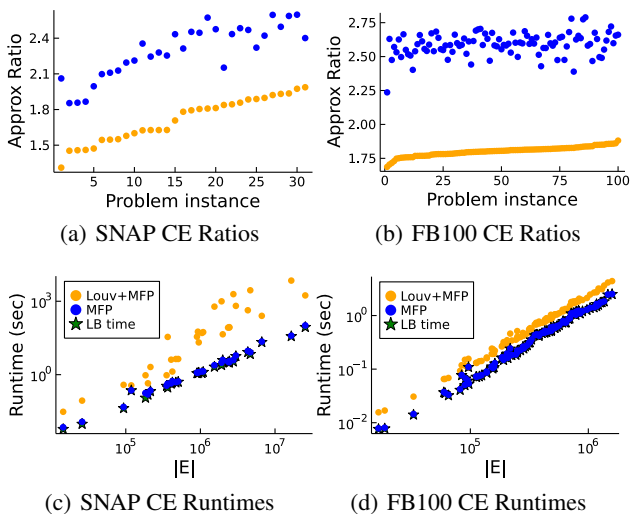 Approx Ratio
2.4
2.1
1.8
1.5
5
10
15
20
25
30
Problem instance
(a) SNAP CE Ratios
Approx Ratio
2.75
2.50
2.25
2.00
1.75
0
25
50
75
100
Problem instance
(b) FB100 CE Ratios
Runtime (sec)
10³
10⁰
Louv+MFP
MFP
LB time
10⁵
10⁶
10⁷
|E|
(c) SNAP CE Runtimes
Runtime (sec)
10⁰
10⁻¹
10⁻²
Louv+MFP
MFP
LB time
10⁵
10⁶
|E|
(d) FB100 CE Runtimes